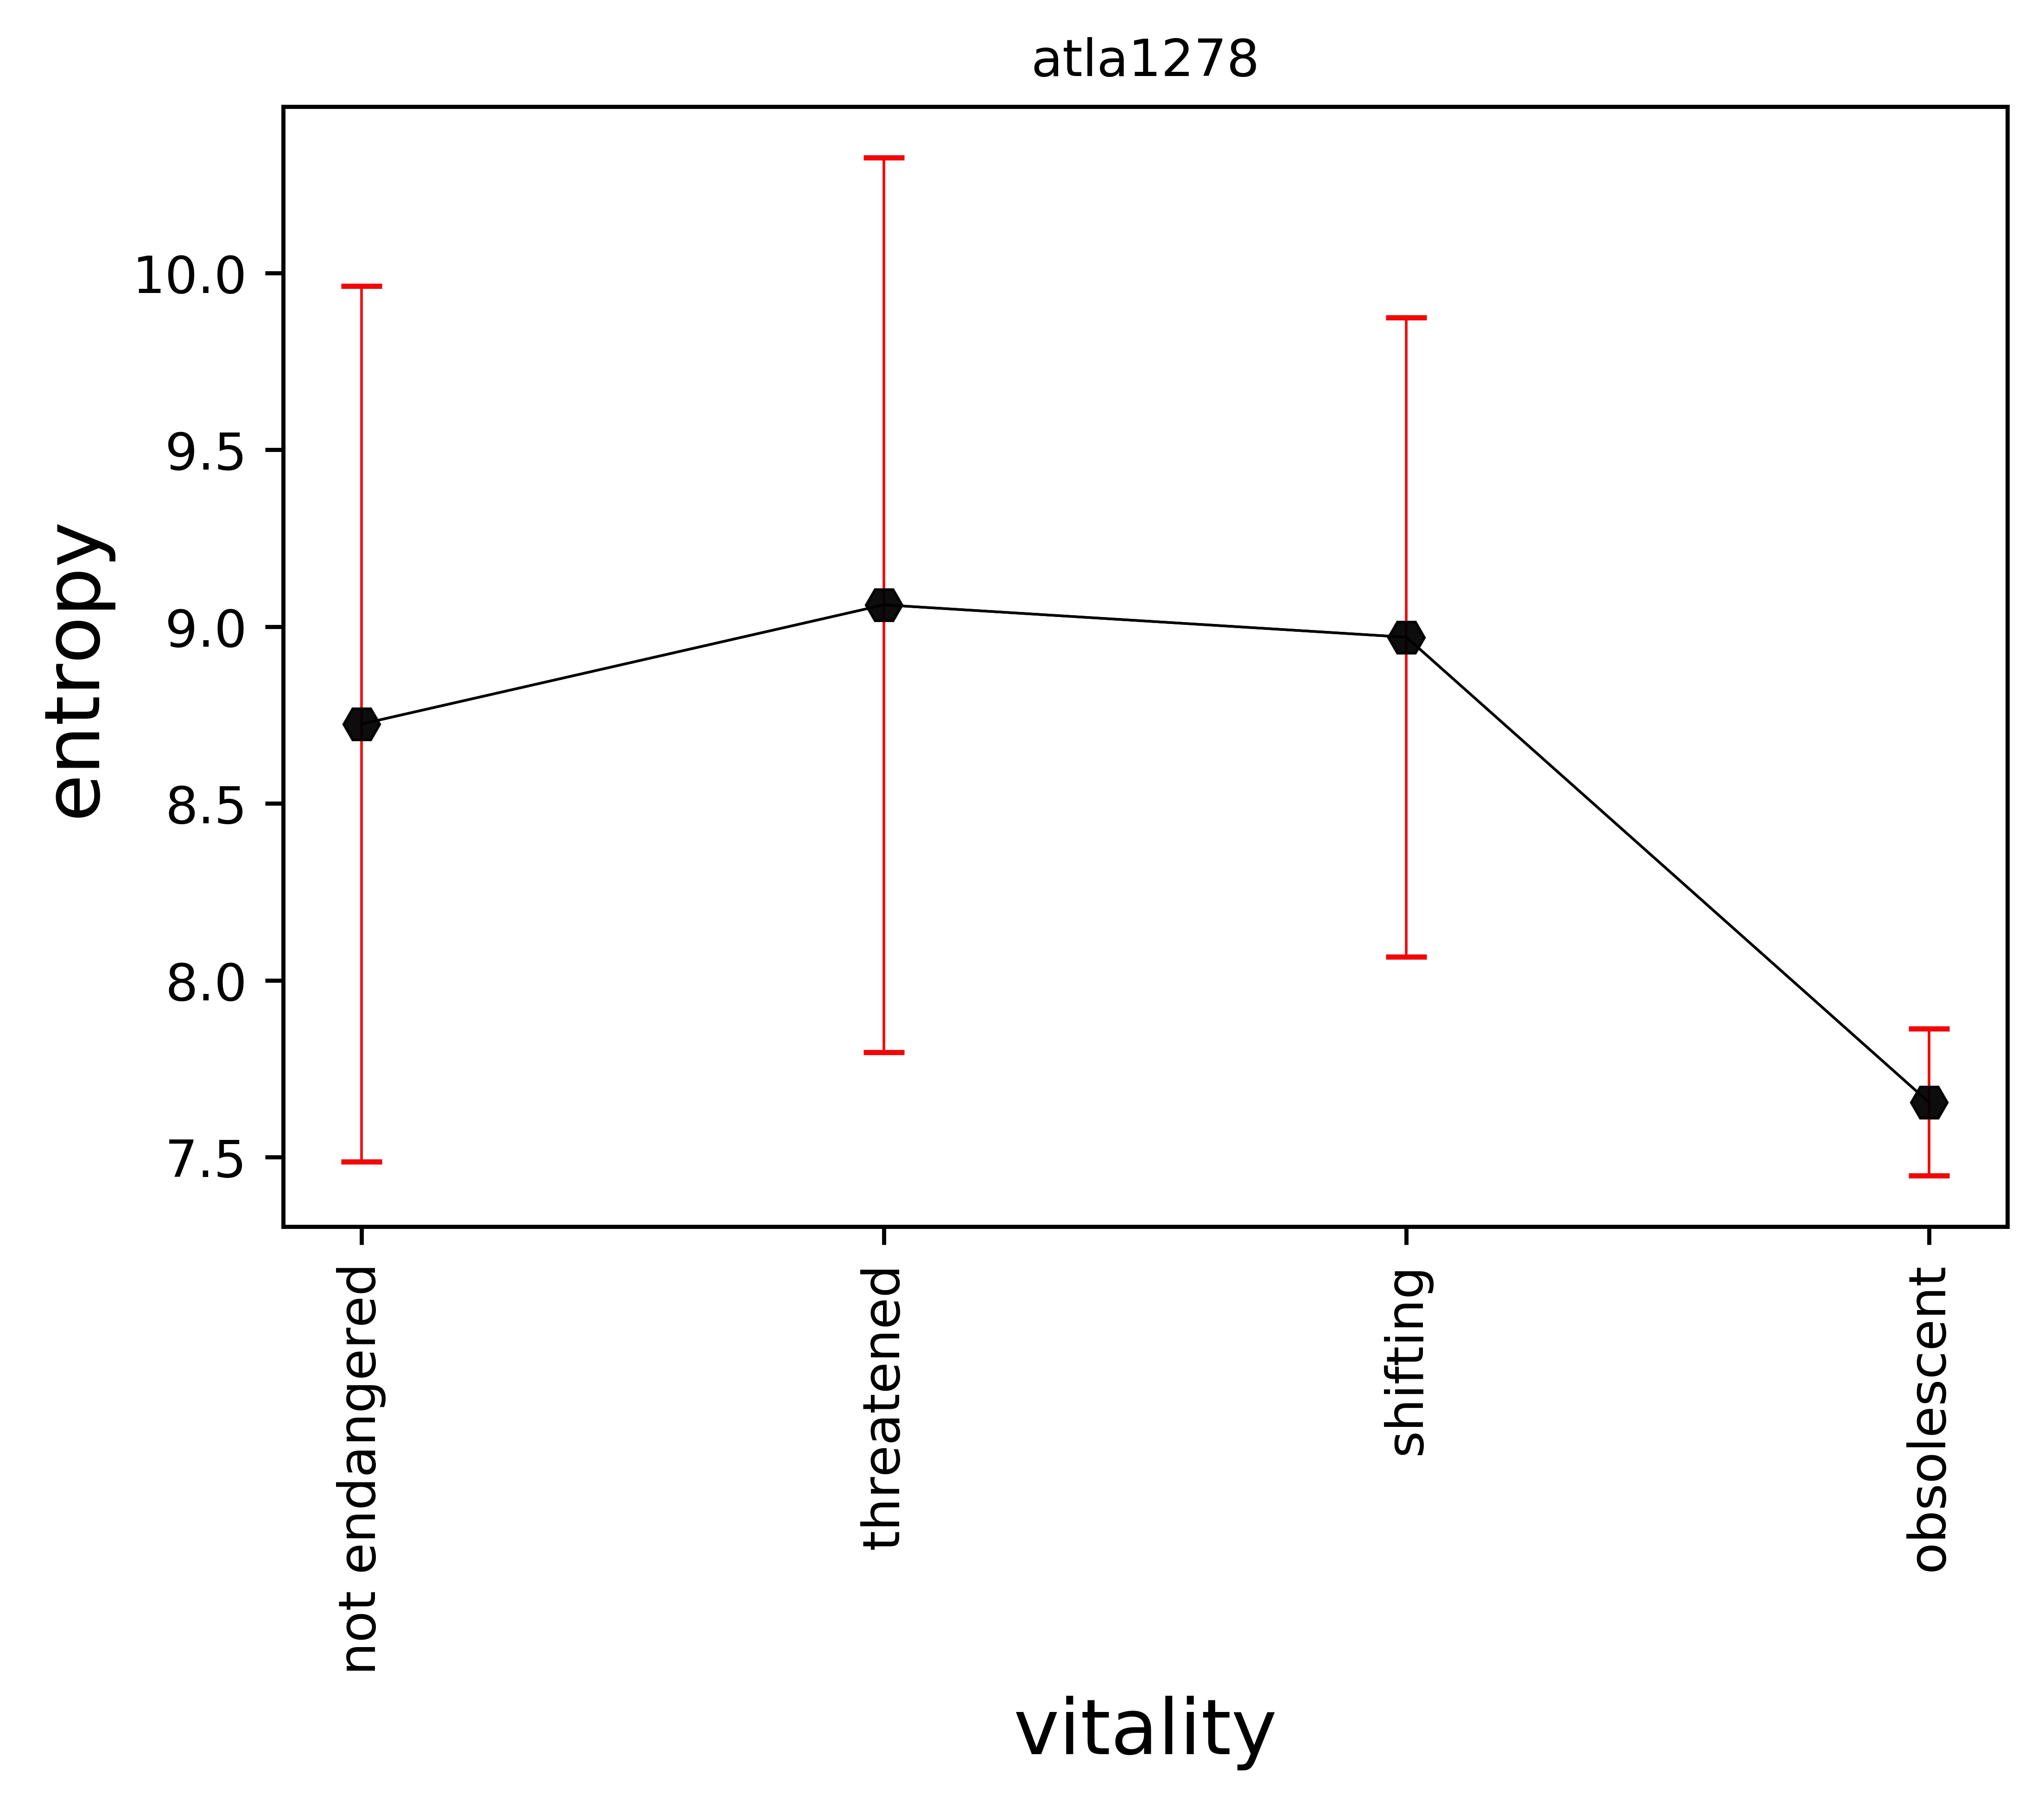 atla1278
10.0
9.5
9.0
8.5
8.0
7.5
entropy
not endangered
threatened
shifting
obsolescent
vitality